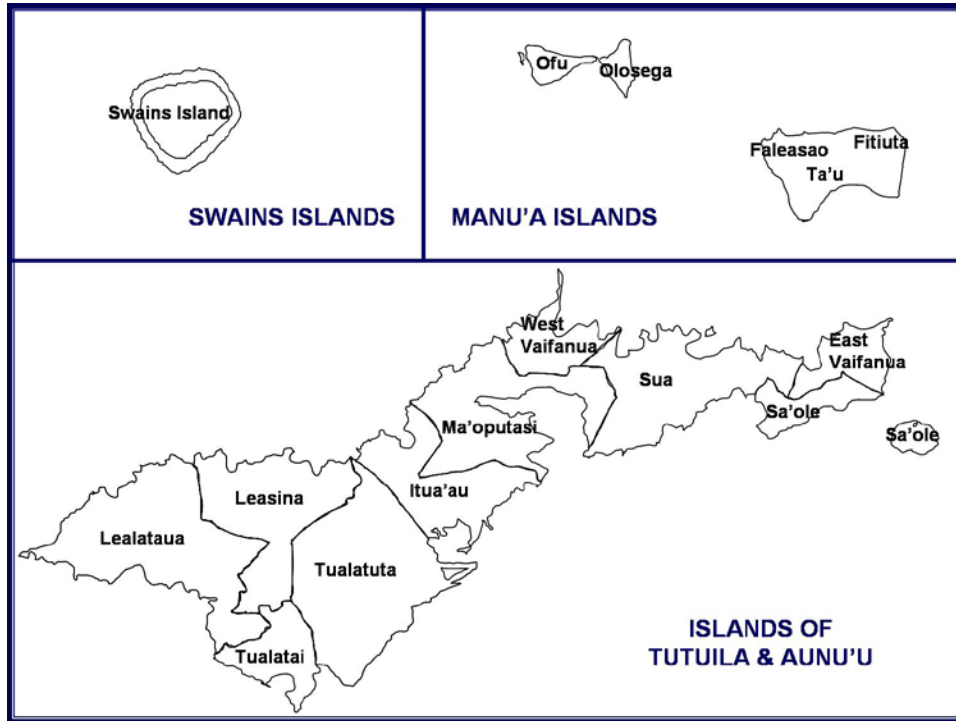 Swains Island
SWAINS ISLANDS
Ofu
Olosega
Faleasao
Fitiuta
Ta'u
MANU'A ISLANDS
West
Vaifanua
East
Vaifanua
Sua
Sa'ole
Sa'ole
Ma'oputasi
Itua'au
Leasina
Lealataua
Tualatuta
Tualatai
ISLANDS OF
TUTUILA & AUNU'U